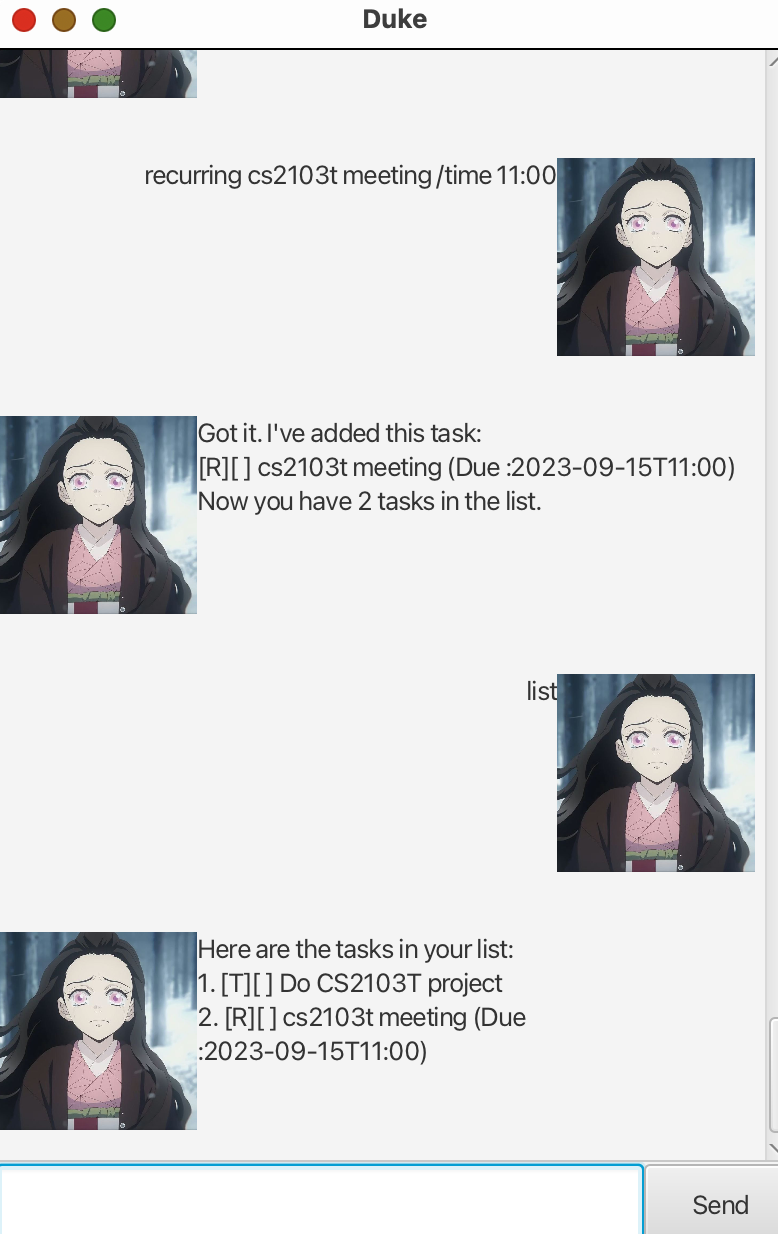 Duke
recurring cs2103t meeting /time 11:00
Got it. I've added this task:
[R][ ] cs2103t meeting (Due :2023-09-15T11:00)
Now you have 2 tasks in the list.
list
Here are the tasks in your list:
1. [T][ ] Do CS2103T project
2. [R][ ] cs2103t meeting (Due
:2023-09-15T11:00)
Send